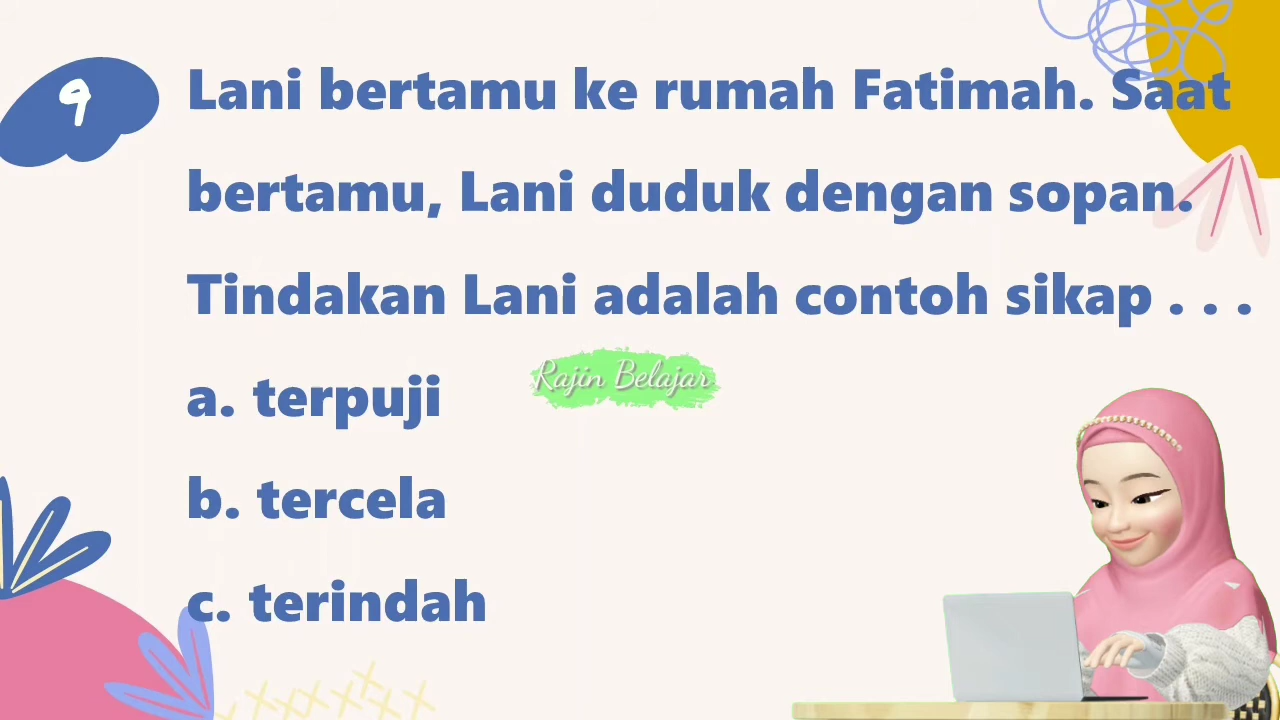 9
Lani bertamu ke rumah Fatimah. Saat
bertamu, Lani duduk dengan sopan.
Tindakan Lani adalah contoh sikap . . .
Rajin Belajar
a. terpuji
b. tercela
c. terindah